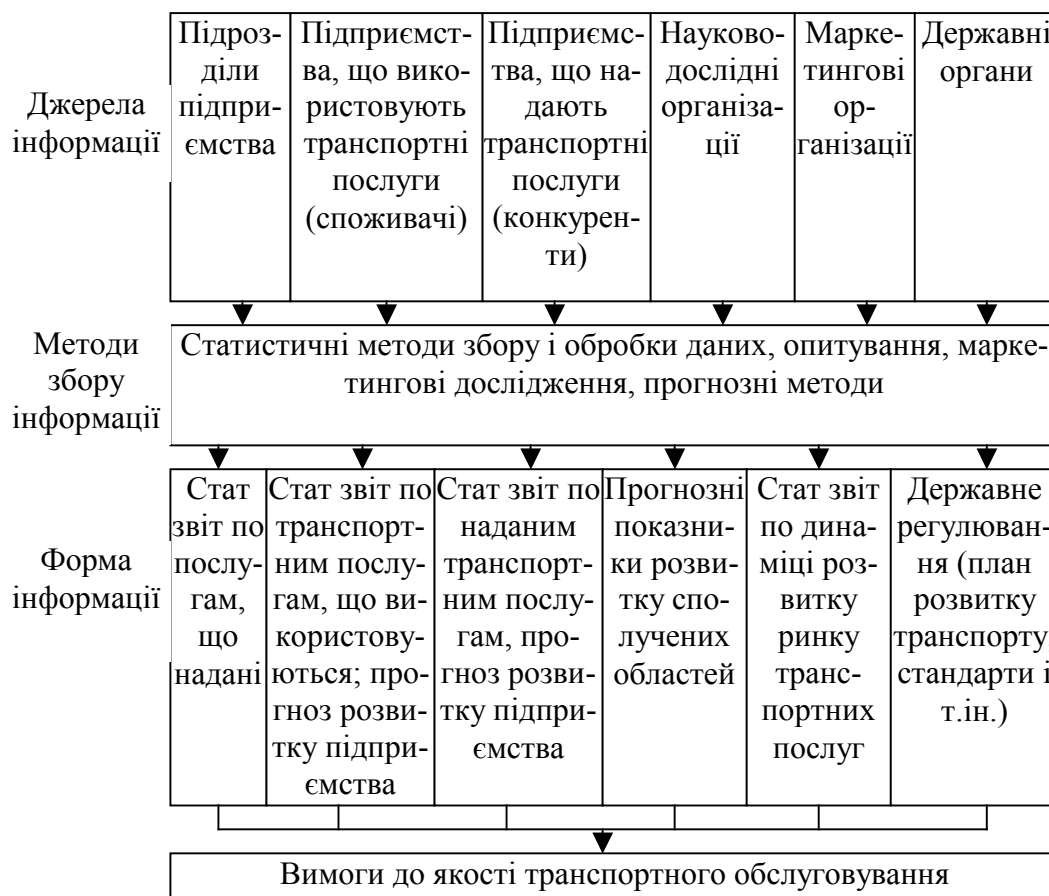 Джерела
інформації
Підроз-
діли
підпри-
ємства
Підприємст-
ва, що вико-
ристовують
транспортні
послуги
(споживачі)
Підприємс-
тва, що на-
дають
транспортні
послуги
(конкурен-
ти)
Науково-
дослідні
організа-
ції
Марке-
тингові
ор-
ганізації
Державні
органи
Методи
збору
інформації
Статистичні методи збору і обробки даних, опитування, марке-
тингові дослідження, прогнозні методи
Форма
інформації
Стат
звіт по
послу-
гам,
що
надані
Стат звіт по
транспорт-
ним послу-
гам, що ви-
користову-
ються; про-
гноз розви-
тку підпри-
ємства
Стат звіт по
наданим
транспорт-
ним послу-
гам, про-
гноз розви-
тку підпри-
ємства
Прогнозні
показни-
ки розви-
тку спо-
лучених
областей
Стат звіт
по дина-
міці роз-
витку
ринку
транс-
портних
послуг
Державне
регулюван-
ня (план
розвитку
транспорту,
стандарти і
т.ін.)
Вимоги до якості транспортного обслуговування